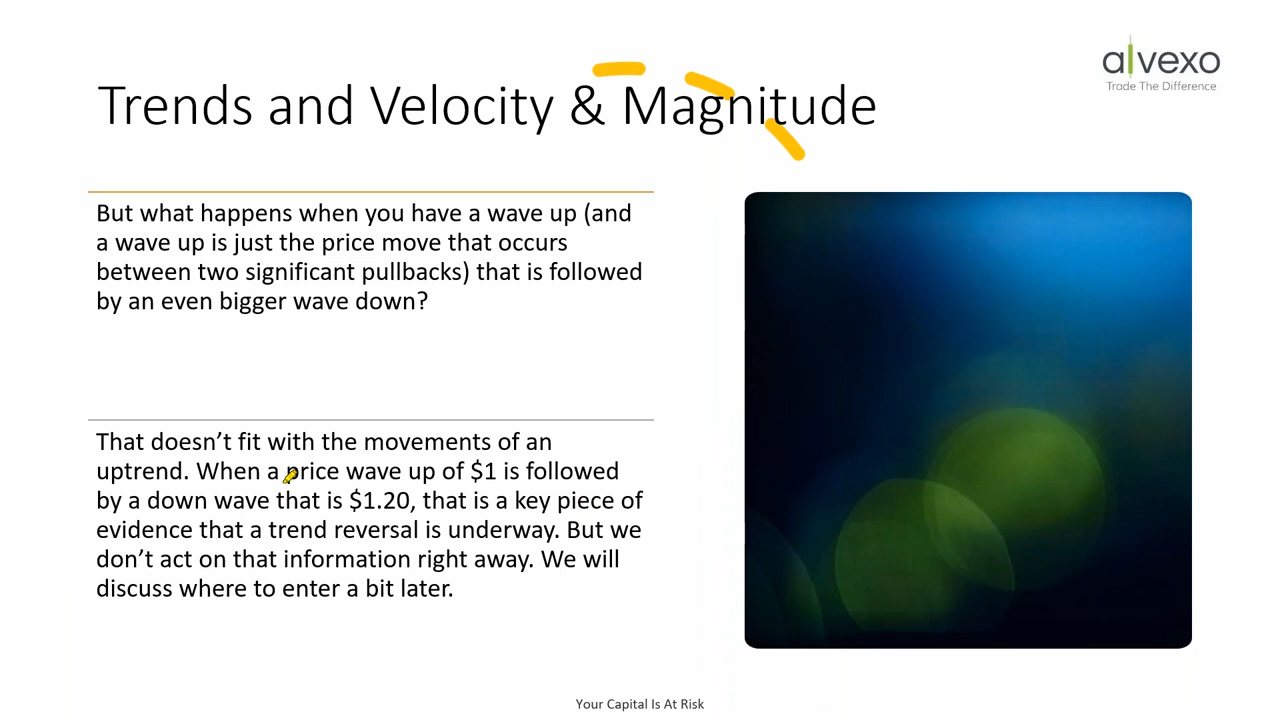 alvexo
Trade The Difference
Trends and Velocity & Magnitude
But what happens when you have a wave up (and
a wave up is just the price move that occurs
between two significant pullbacks) that is followed
by an even bigger wave down?
That doesn’t fit with the movements of an
uptrend. When a price wave up of $1 is followed
by a down wave that is $1.20, that is a key piece of
evidence that a trend reversal is underway. But we
don’t act on that information right away. We will
discuss where to enter a bit later.
Your Capital Is At Risk